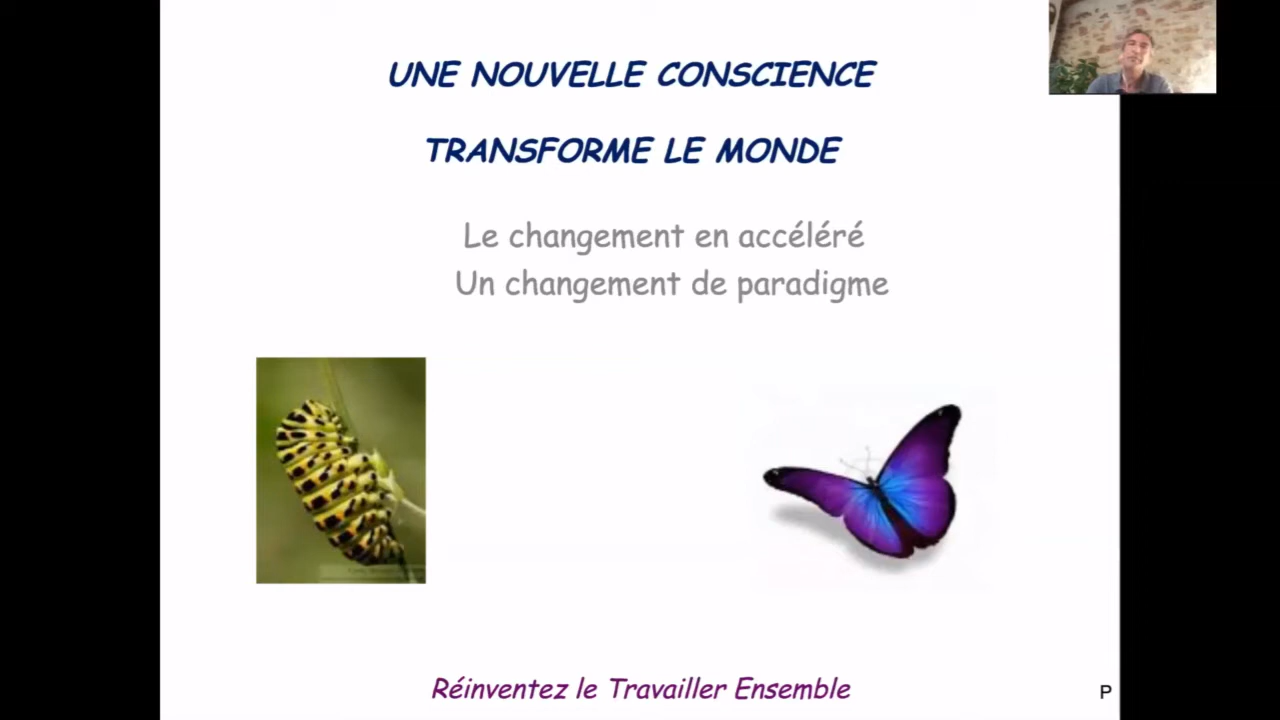 UNE NOUVELLE CONSCIENCE
TRANSFORME LE MONDE
Le changement en accéléré
Un changement de paradigme
Réinventez le Travailler Ensemble
P